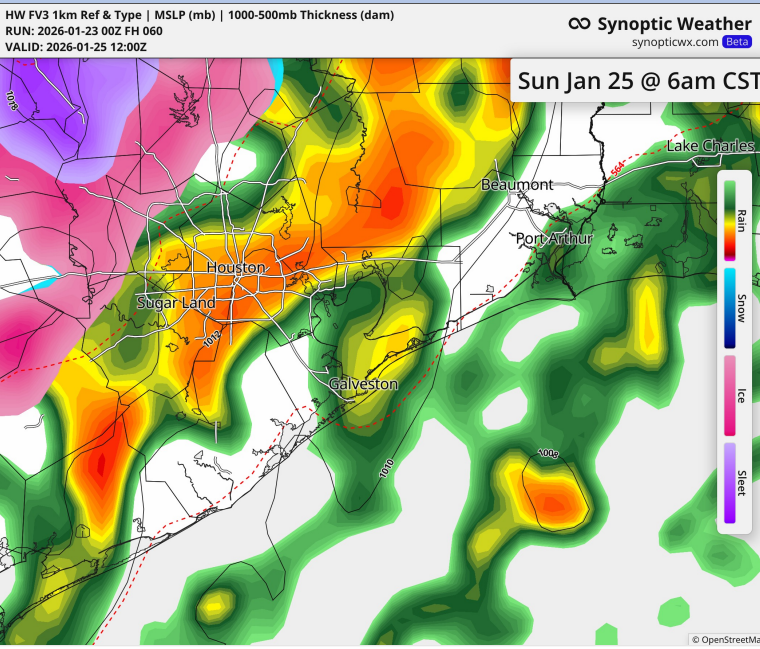 HW FV3 1km Ref & Type | MSLP (mb) | 1000-500mb Thickness (dam)
RUN: 2026-01-23 00Z FH 060
VALID: 2026-01-25 12:00Z
Synoptic Weather
synopticwx.com Beta
Sun Jan 25 @ 6am CST
1018
Lake Charles
564
Beaumont
Port Arthur
Houston
Sugar Land
1012
Galveston
1010
1008
Rain
Snow
Ice
Sleet
© OpenStreetMa